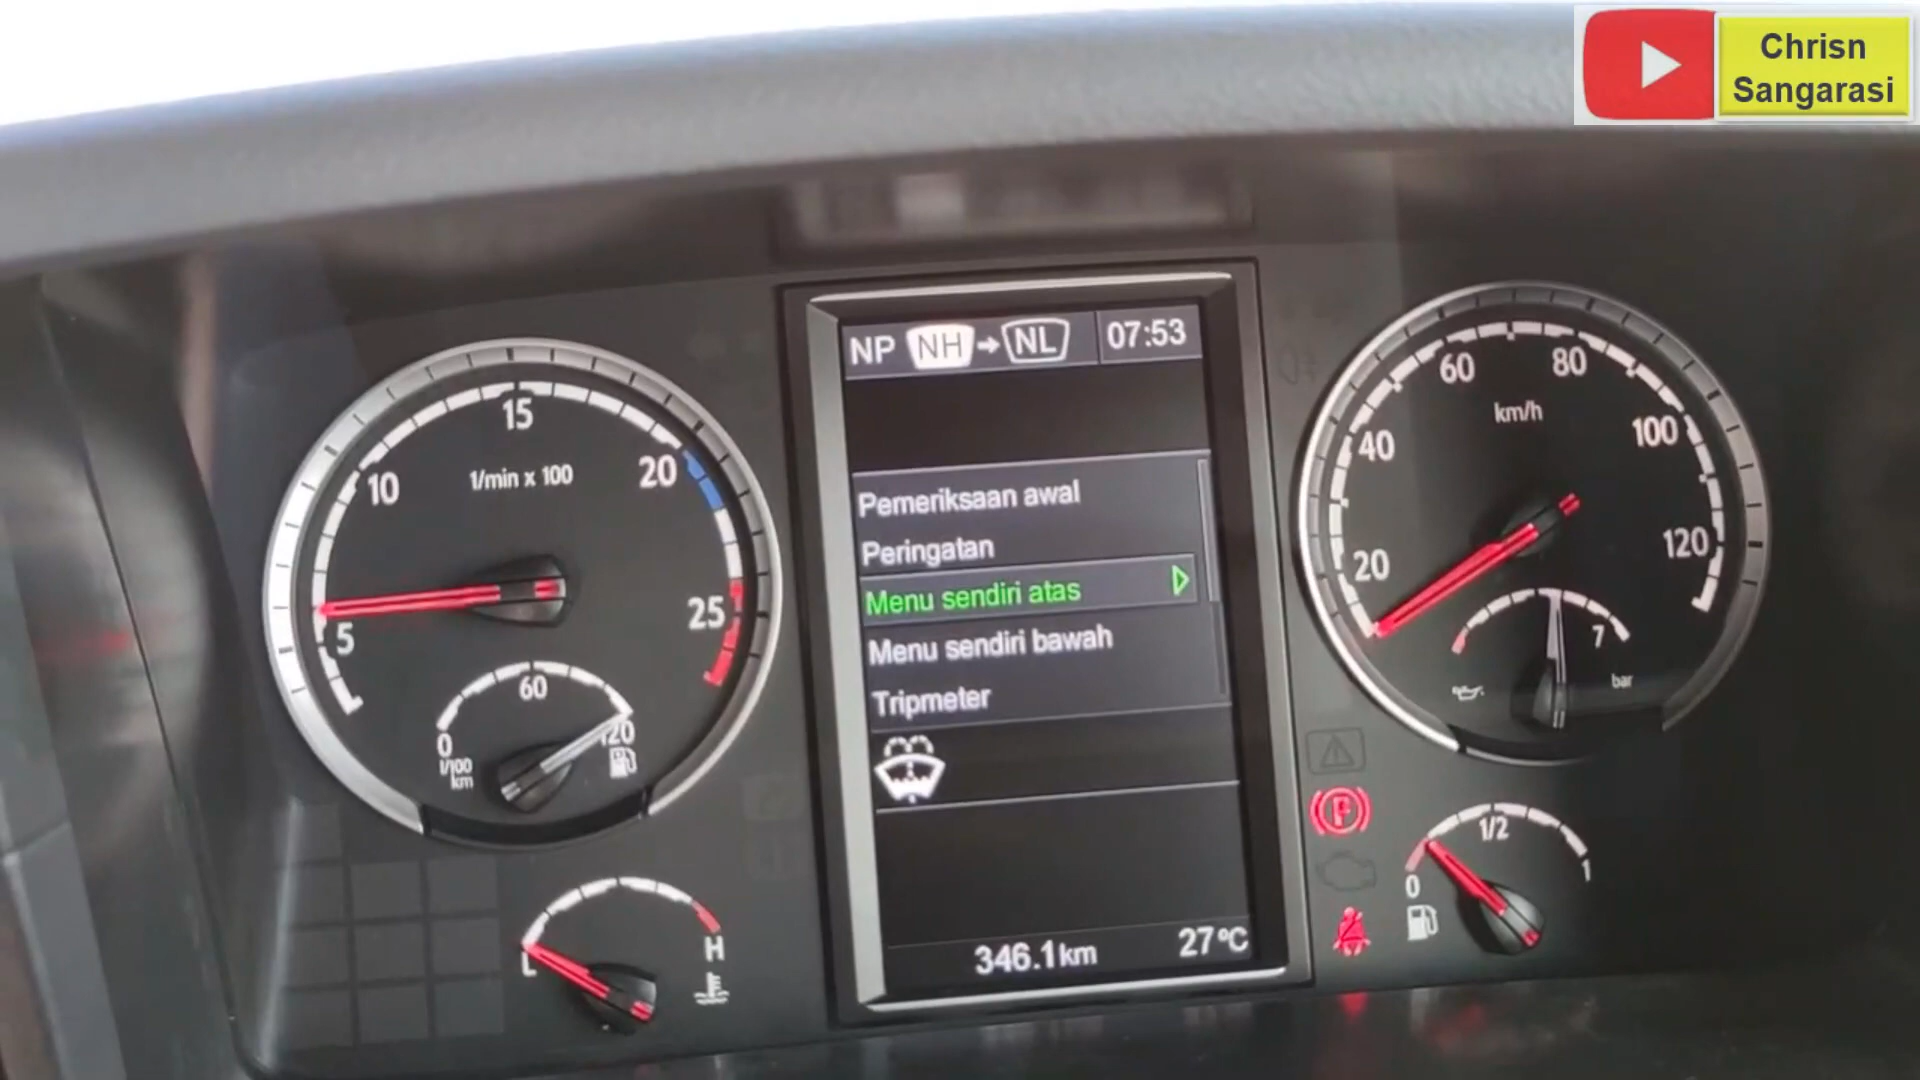 Chrisn
Sangarasi
NP NH NL 07:53
Pemeriksaan awal
Peringatan
Menu sendiri atas
Menu sendiri bawah
Tripmeter
346.1km 27°C
5 10 15 20 25
1/min x 100
0 60 120
l/100
km
L H
20 40 60 80 100 120
km/h
7
bar
P
0 1/2 1